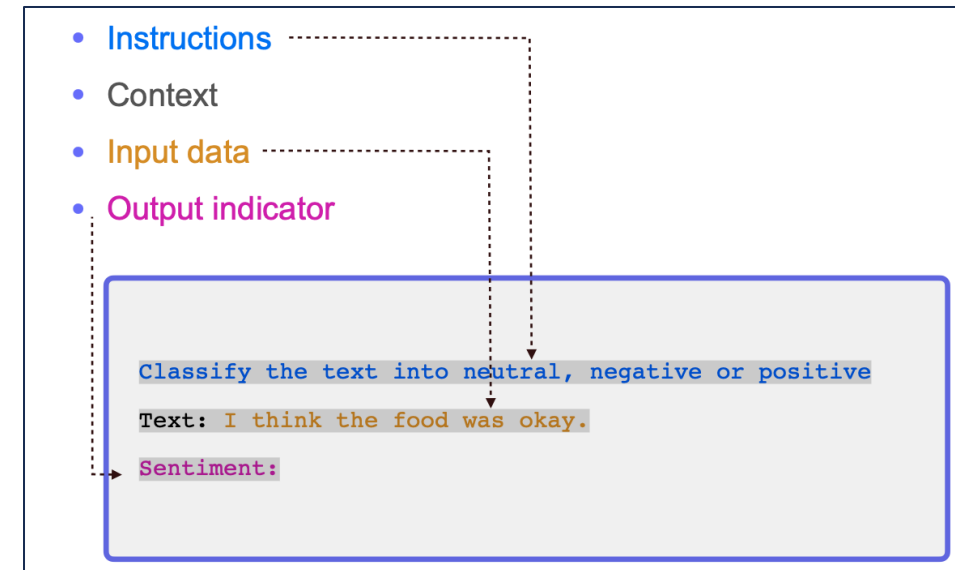 Instructions
Context
Input data
Output indicator
Classify the text into neutral, negative or positive
Text: I think the food was okay.
Sentiment: